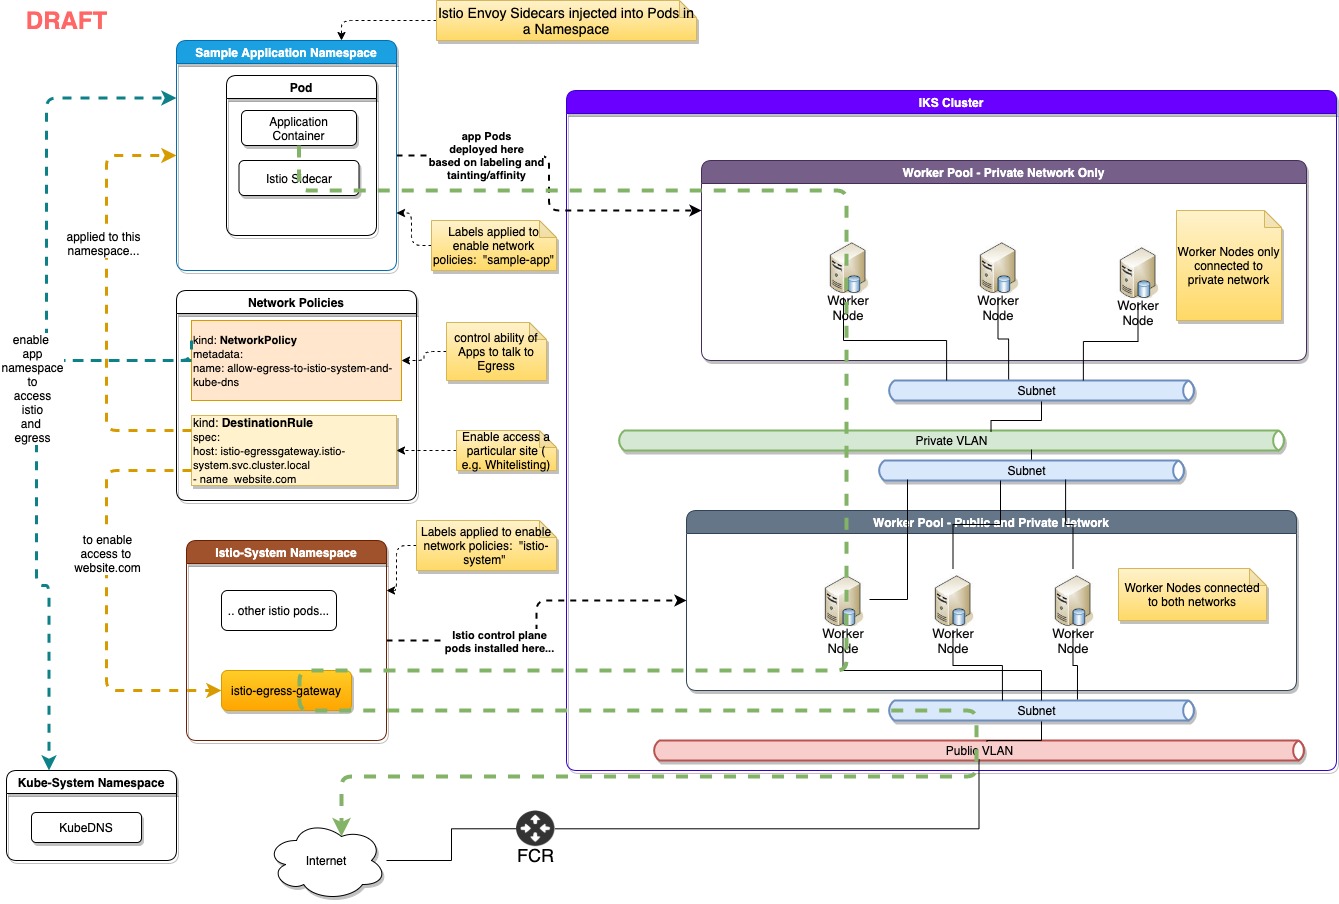 DRAFT
Istio Envoy Sidecars injected into Pods in
a Namespace
Sample Application Namespace
Pod
Application
Container
Istio Sidecar
app Pods
deployed here
based on labeling and
tainting/affinity
Labels applied to
enable network
policies:  "sample-app"
applied to this
namespace...
Network Policies
kind: NetworkPolicy
metadata:
name: allow-egress-to-istio-system-and-
kube-dns
control ability of
Apps to talk to
Egress
kind: DestinationRule
spec:
host: istio-egressgateway.istio-
system.svc.cluster.local
- name  website.com
Enable access a
particular site (
e.g. Whitelisting)
enable
app
namespace
to
access
istio
and
egress
to enable
access to
website.com
Istio-System Namespace
.. other istio pods...
istio-egress-gateway
Labels applied to enable
network policies:  "istio-
system"
Istio control plane
pods installed here...
Kube-System Namespace
KubeDNS
Internet
FCR
IKS Cluster
Worker Pool - Private Network Only
Worker
Node
Worker
Node
Worker
Node
Worker Nodes only
connected to
private network
Subnet
Private VLAN
Subnet
Worker Pool - Public and Private Network
Worker
Node
Worker
Node
Worker
Node
Worker Nodes connected
to both networks
Subnet
Public VLAN